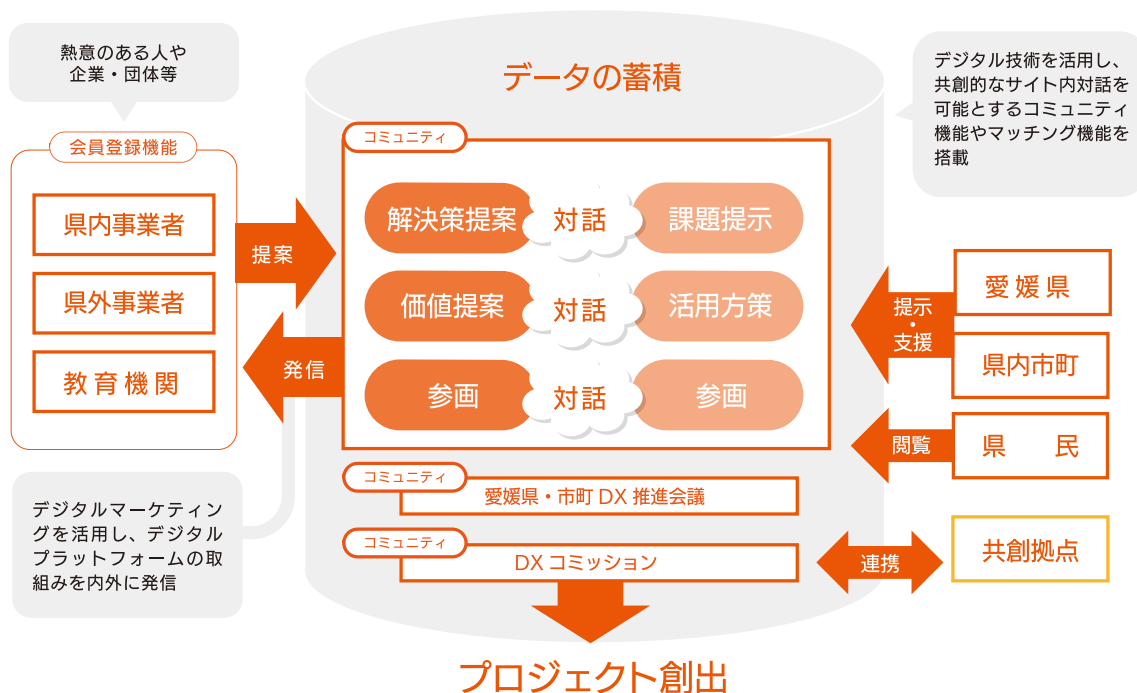 熱意のある人や
企業・団体等
会員登録機能
県内事業者
県外事業者
教育機関
提案
発信
デジタルマーケティン
グを活用し、デジタル
プラットフォームの取
組みを内外に発信
データの蓄積
コミュニティ
解決策提案 対話 課題提示
価値提案 対話 活用方策
参画 対話 参画
コミュニティ
愛媛県・市町 DX 推進会議
コミュニティ
DX コミッション
プロジェクト創出
デジタル技術を活用し、
共創的なサイト内対話を
可能とするコミュニティ
機能やマッチング機能を
搭載
提示
・
支援
愛媛県
県内市町
閲覧
県　民
連携
共創拠点